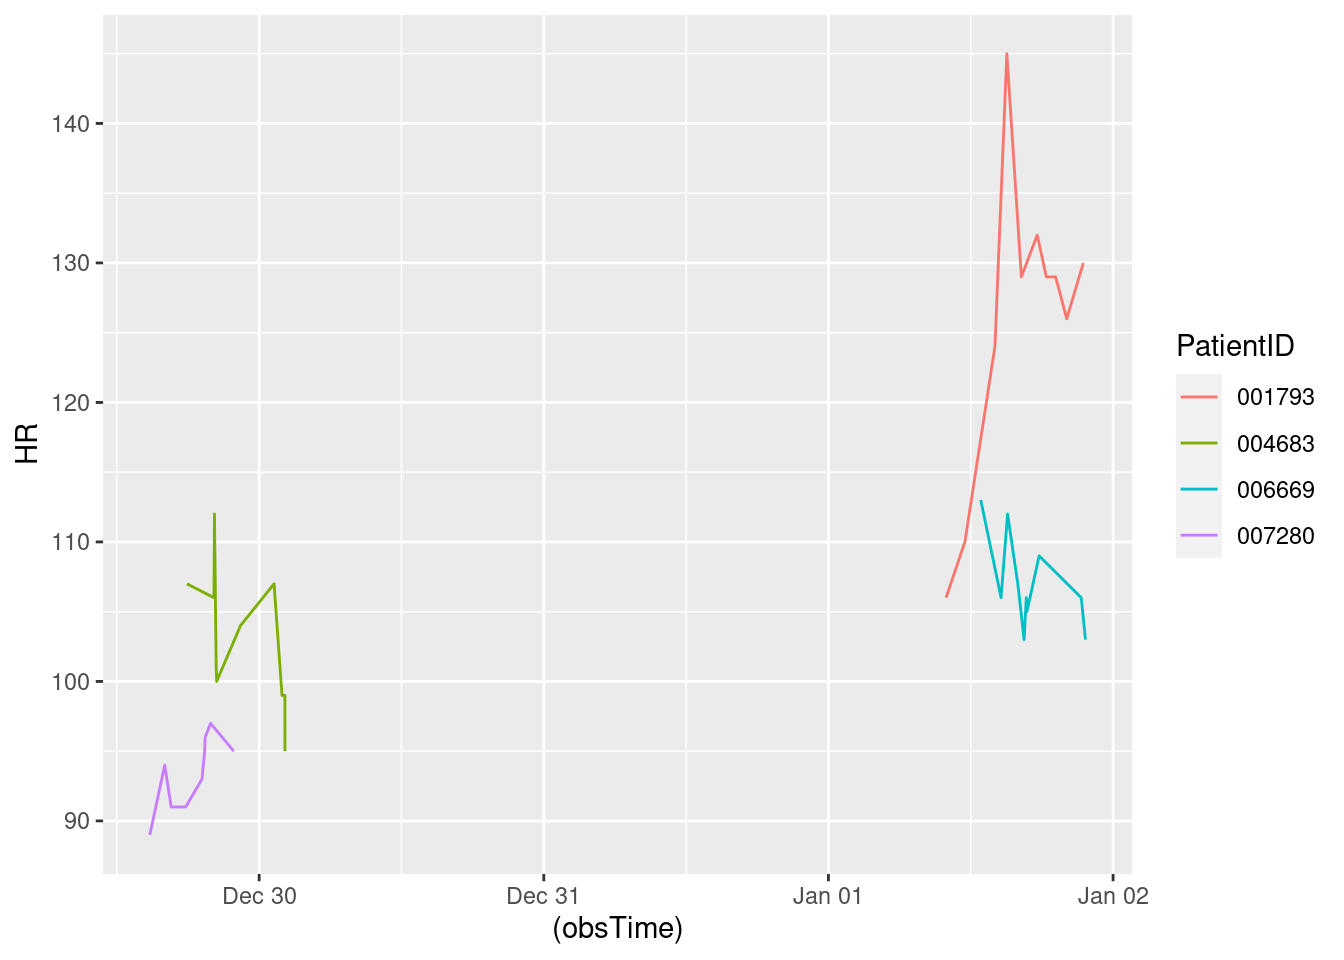 140
130
120
110
100
90
HR
Dec 30
Dec 31
Jan 01
Jan 02
(obsTime)
PatientID
001793
004683
006669
007280